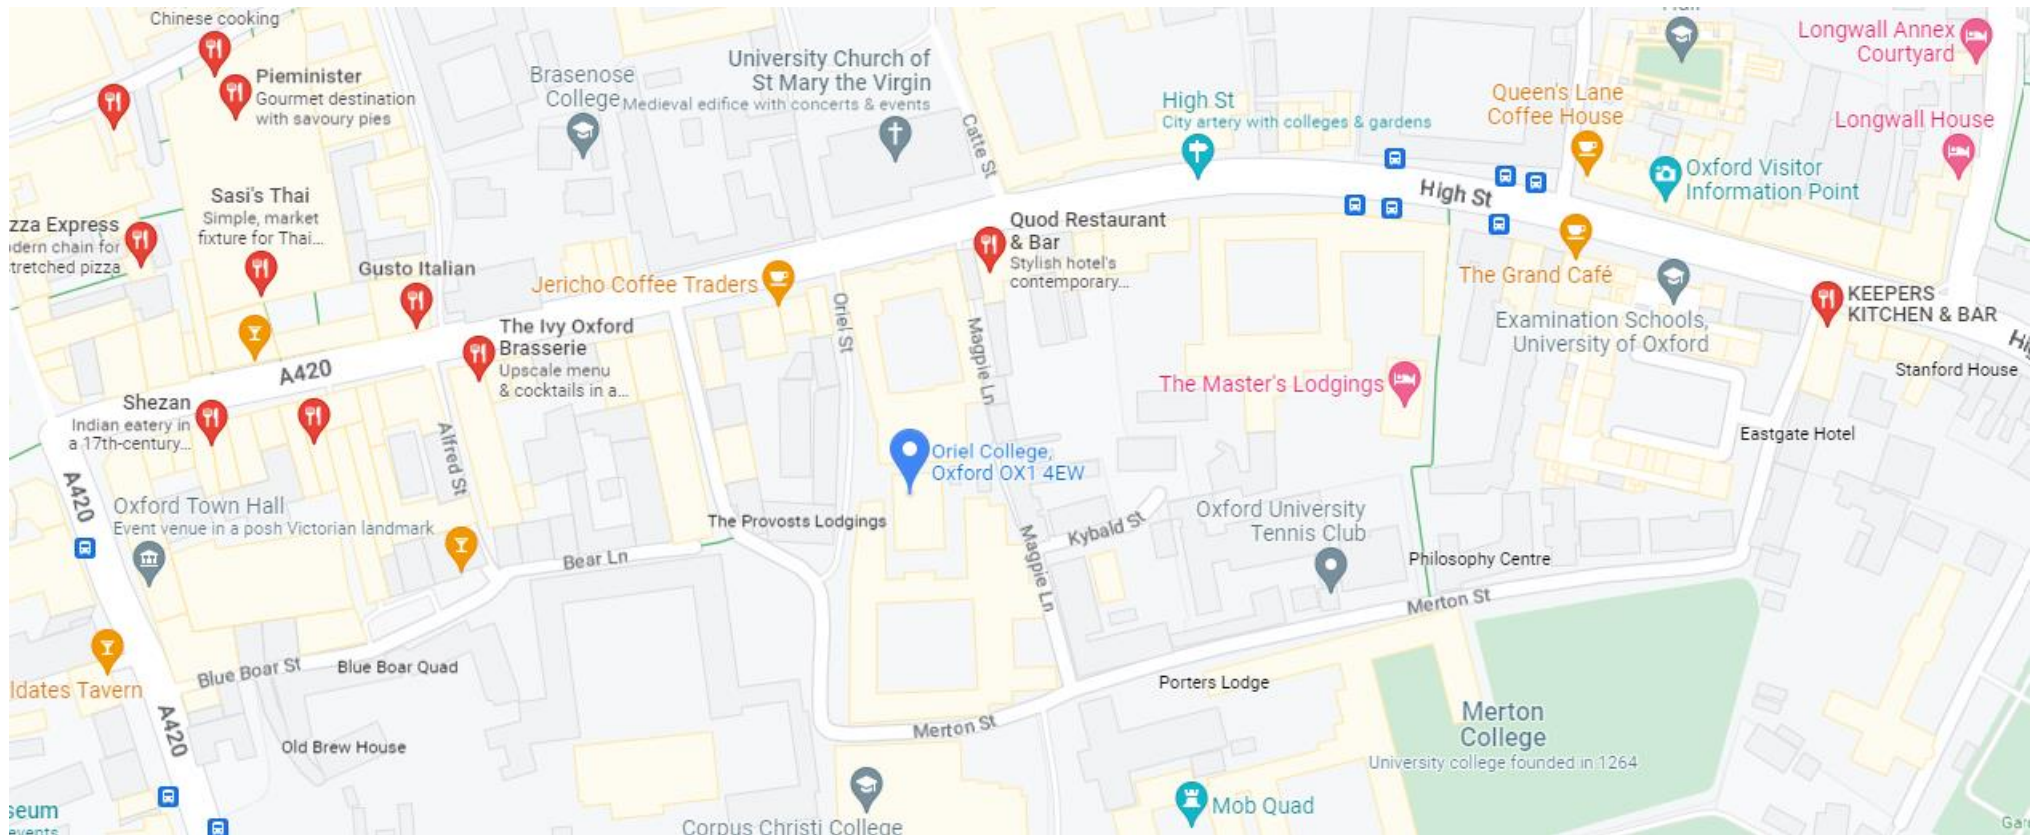 Chinese cooking
Pieminister
Gourmet destination
with savoury pies
Brasenose
College
University Church of
St Mary the Virgin
Medieval edifice with concerts & events
Catte St
High St
City artery with colleges & gardens
Queen's Lane
Coffee House
Longwall Annex
Courtyard
Longwall House
Oxford Visitor
Information Point
High St
Sasi's Thai
Simple, market
fixture for Thai...
zza Express
dern chain for
tretched pizza
Gusto Italian
Jericho Coffee Traders
Quod Restaurant
& Bar
Stylish hotel's
contemporary...
The Grand Café
Examination Schools,
University of Oxford
KEEPERS
KITCHEN & BAR
Stanford House
Eastgate Hotel
The Ivy Oxford
Brasserie
Upscale menu
& cocktails in a...
A420
Shezan
Indian eatery in
a 17th-century...
Oriel St
Magpie Ln
The Master's Lodgings
Alfred St
A420
Oriel College,
Oxford OX1 4EW
Oxford Town Hall
Event venue in a posh Victorian landmark
The Provosts Lodgings
Bear Ln
Magpie Ln
Kybald St
Oxford University
Tennis Club
Philosophy Centre
Merton St
Blue Boar St
Blue Boar Quad
ldates Tavern
A420
Old Brew House
Merton St
Porters Lodge
Merton
College
University college founded in 1264
Mob Quad
Corpus Christi College
seum
events